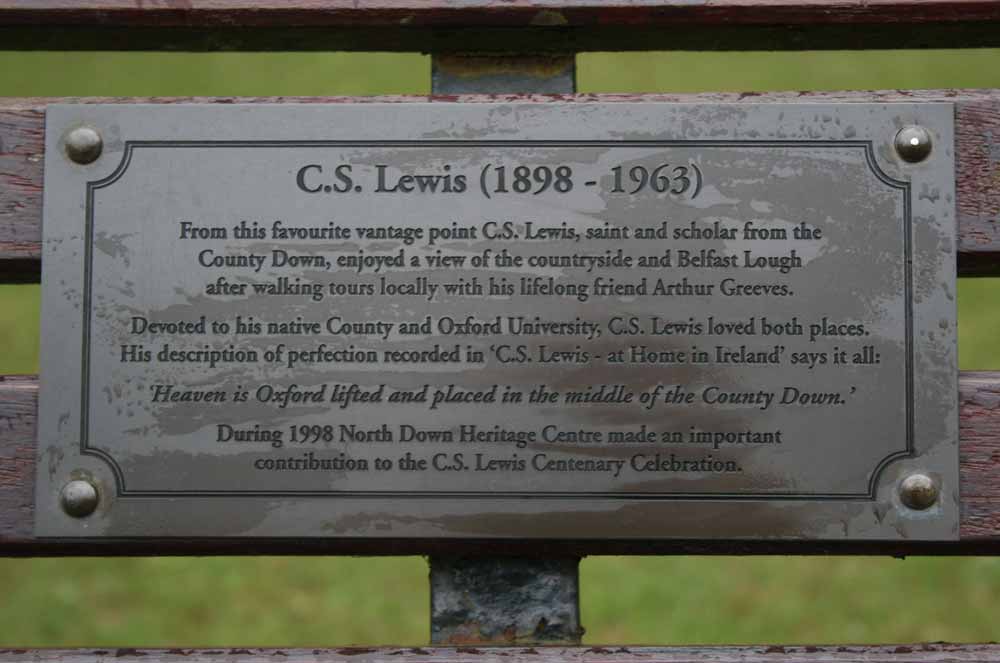 C.S. Lewis (1898 - 1963)
From this favourite vantage point C.S. Lewis, saint and scholar from the
County Down, enjoyed a view of the countryside and Belfast Lough
after walking tours locally with his lifelong friend Arthur Greeves.
Devoted to his native County and Oxford University, C.S. Lewis loved both places.
His description of perfection recorded in ‘C.S. Lewis - at Home in Ireland’ says it all:
‘Heaven is Oxford lifted and placed in the middle of the County Down.’
During 1998 North Down Heritage Centre made an important
contribution to the C.S. Lewis Centenary Celebration.